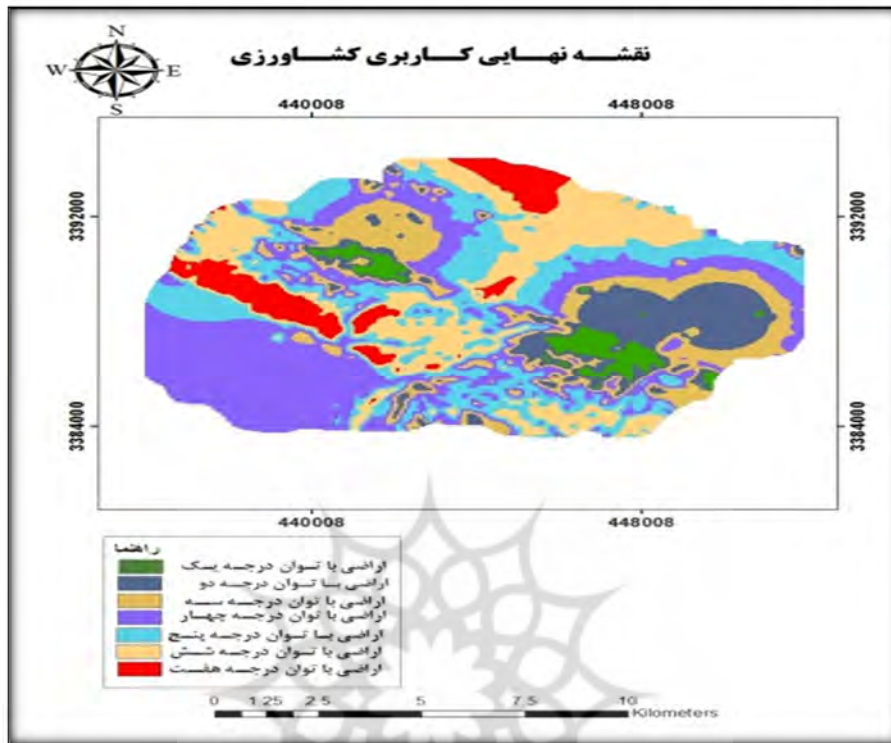 نقشه نهایی کاربری کشاورزی
N
W E
S
440008 448008
3392000 3392000
3384000 3384000
440008 448008
راهنما
اراضی با توان درجه یک
اراضی با توان درجه دو
اراضی با توان درجه سه
اراضی با توان درجه چهار
اراضی با توان درجه پنج
اراضی با توان درجه شش
اراضی با توان درجه هفت
0 1.25 2.5 5 7.5 10
Kilometers